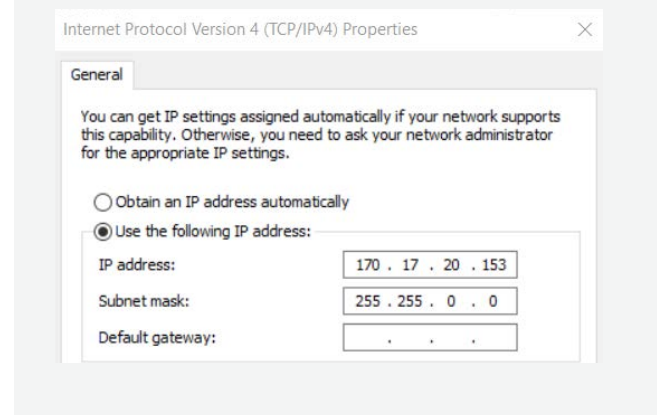 Internet Protocol Version 4 (TCP/IPv4) Properties
General
You can get IP settings assigned automatically if your network supports
this capability. Otherwise, you need to ask your network administrator
for the appropriate IP settings.
Obtain an IP address automatically
Use the following IP address:
IP address: 170 . 17 . 20 . 153
Subnet mask: 255 . 255 . 0 . 0
Default gateway: . . .